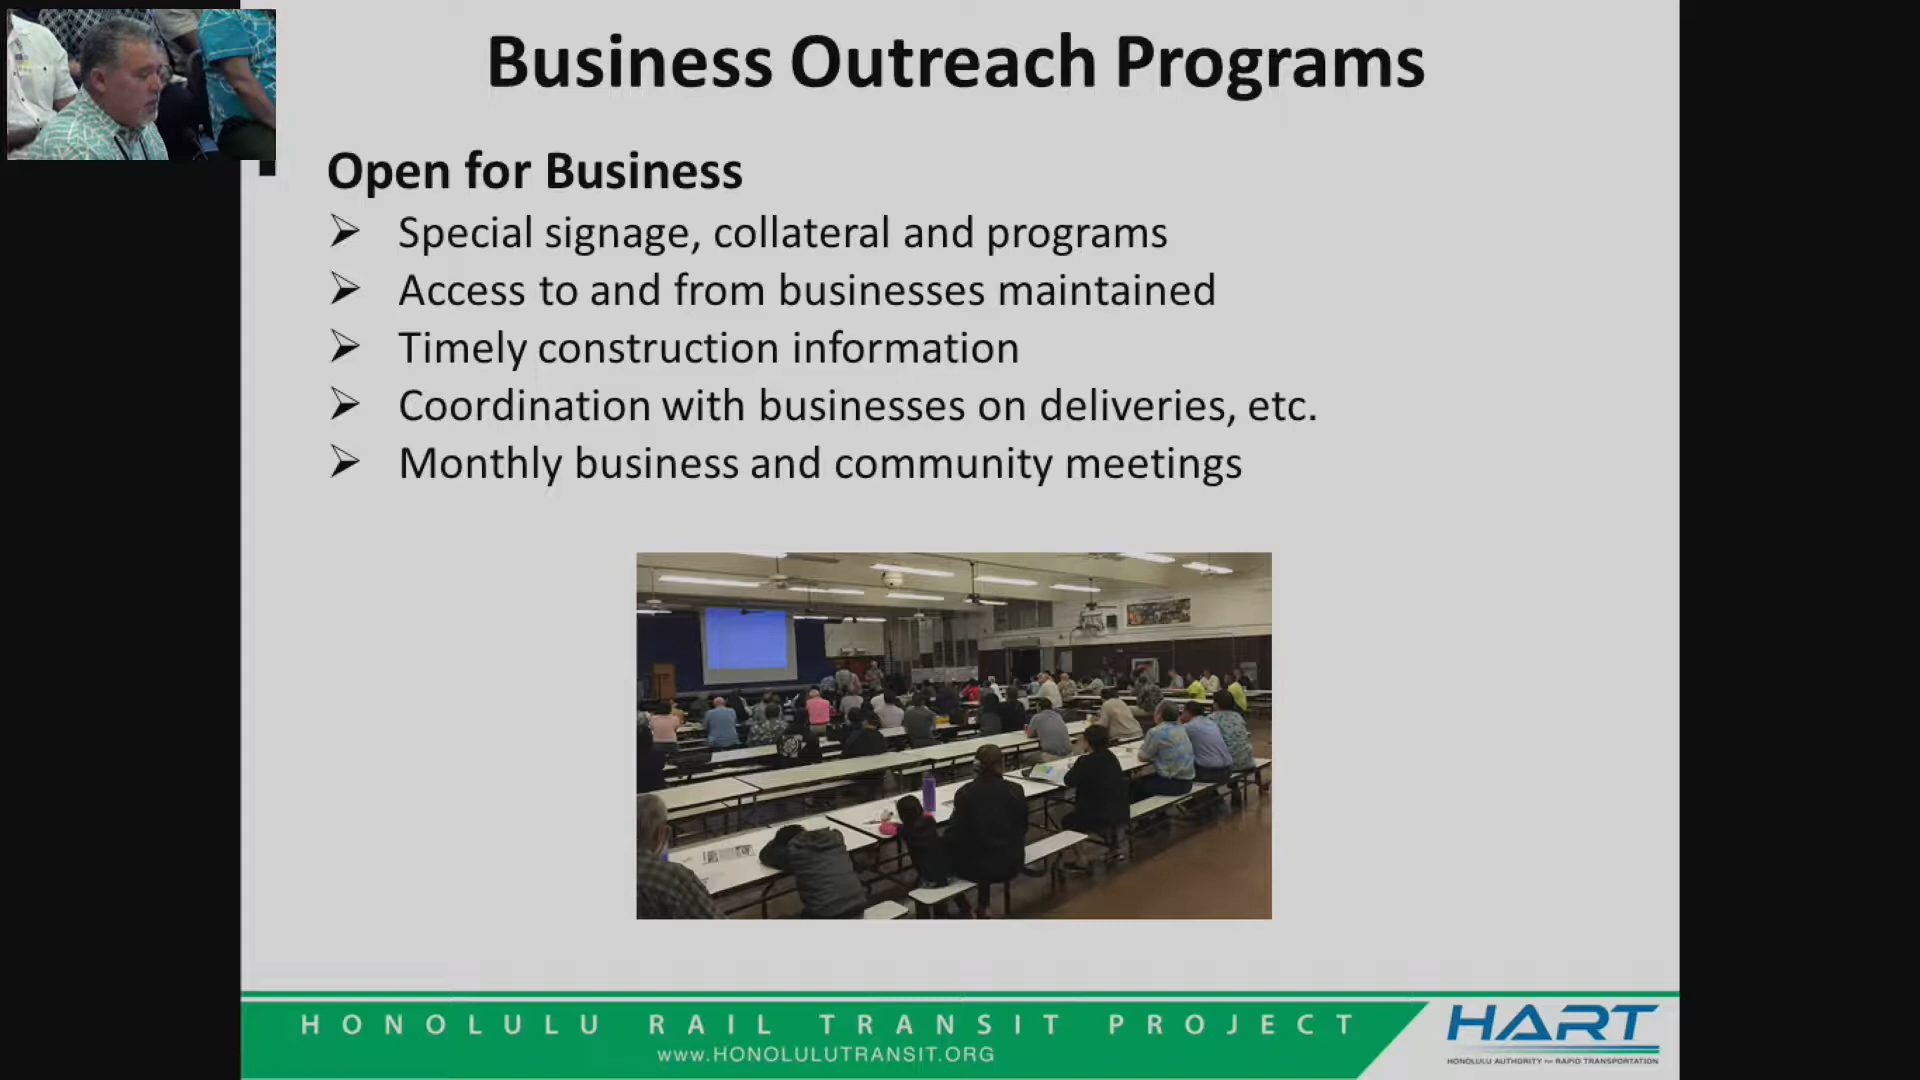 Business Outreach Programs
Open for Business
Special signage, collateral and programs
Access to and from businesses maintained
Timely construction information
Coordination with businesses on deliveries, etc.
Monthly business and community meetings
HONOLULU RAIL TRANSIT PROJECT
www.HONOLULUTRANSIT.ORG
HART
HONOLULU AUTHORITY for RAPID TRANSPORTATION